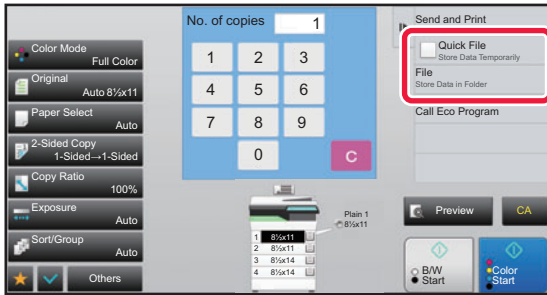 No. of copies 1
Send and Print
Quick File
Store Data Temporarily
File
Store Data in Folder
Call Eco Program
Color Mode
Full Color
Original
Auto 8½x11
Paper Select
Auto
2-Sided Copy
1-Sided→1-Sided
Copy Ratio
100%
Exposure
Auto
Sort/Group
Auto
Others
1 2 3
4 5 6
7 8 9
0 C
Plain 1
8½x11
1 8½x11
2 8½x11
3 8½x14
4 8½x14
Preview
CA
B/W
Start
Color
Start